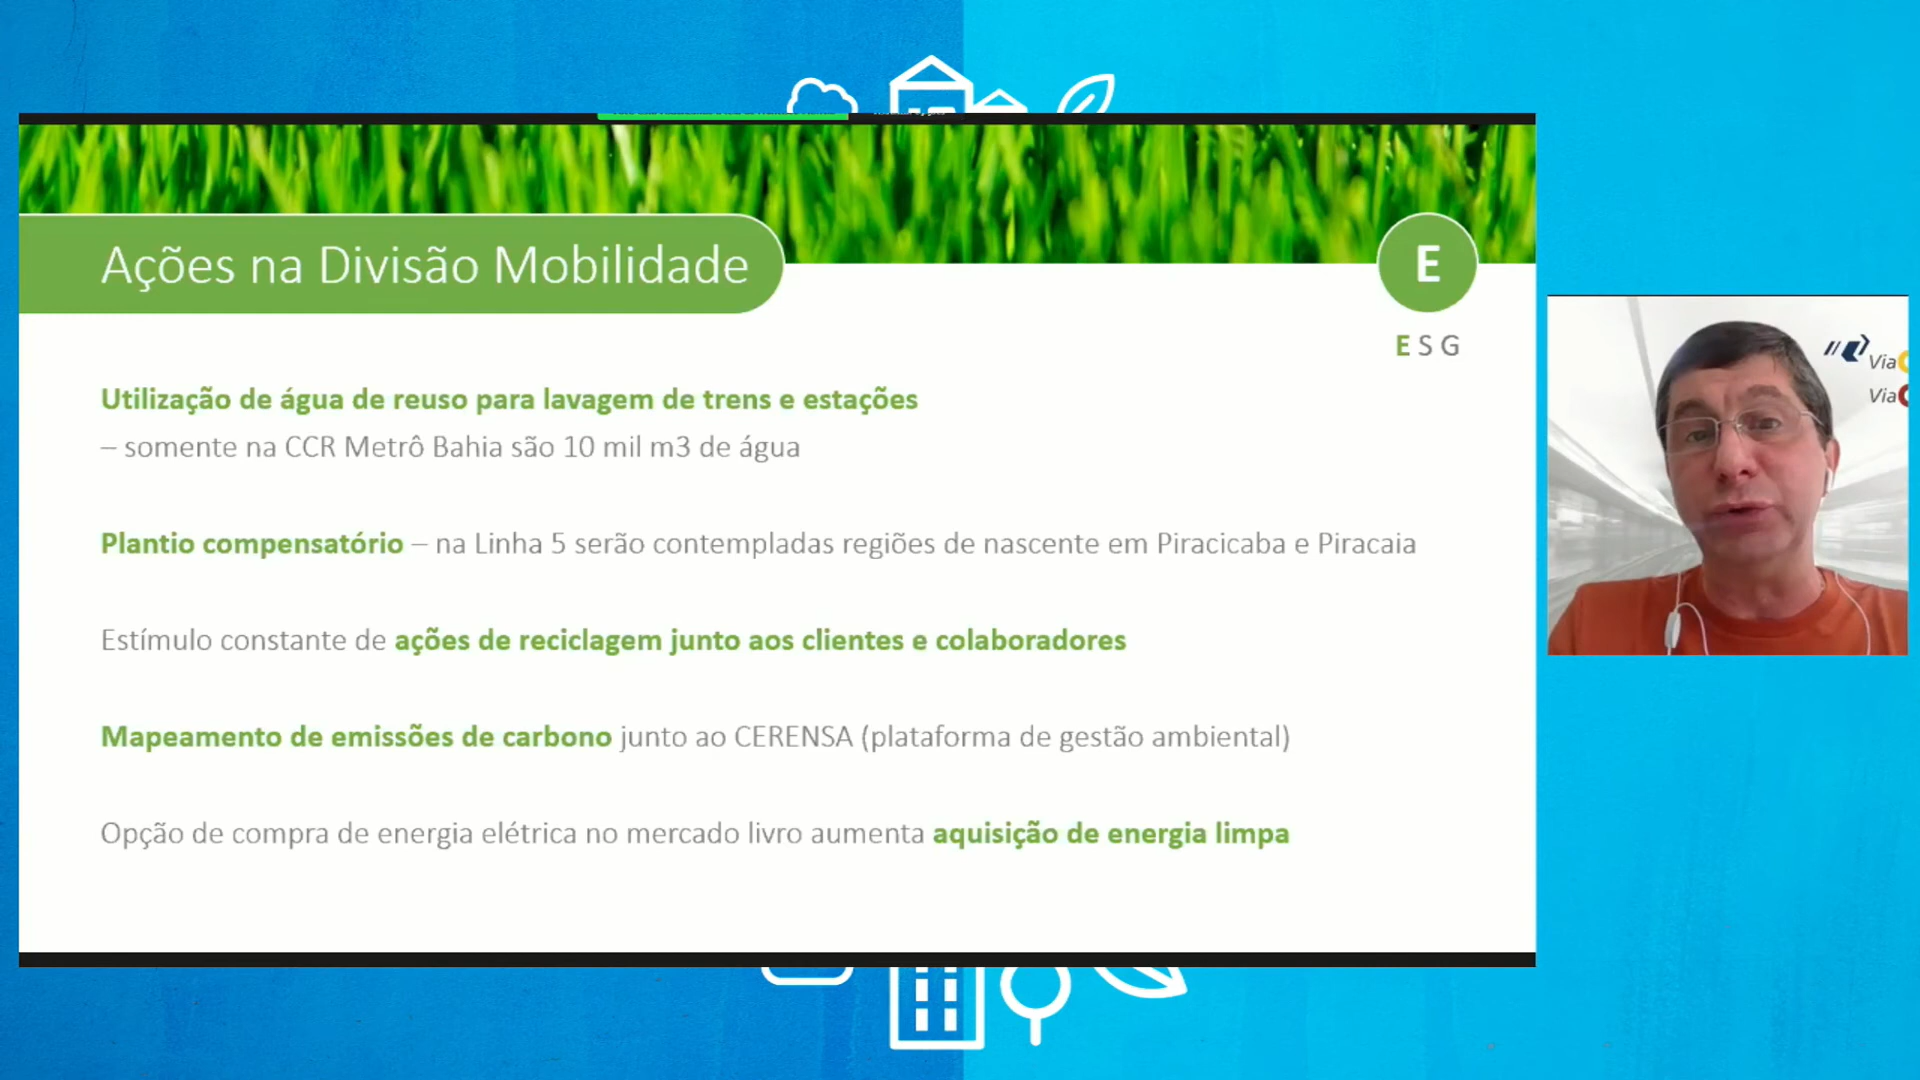 Ações na Divisão Mobilidade
E
E S G
Utilização de água de reuso para lavagem de trens e estações
– somente na CCR Metrô Bahia são 10 mil m3 de água
Plantio compensatório – na Linha 5 serão contempladas regiões de nascente em Piracicaba e Piracaia
Estímulo constante de ações de reciclagem junto aos clientes e colaboradores
Mapeamento de emissões de carbono junto ao CERENSA (plataforma de gestão ambiental)
Opção de compra de energia elétrica no mercado livro aumenta aquisição de energia limpa
Via
Via